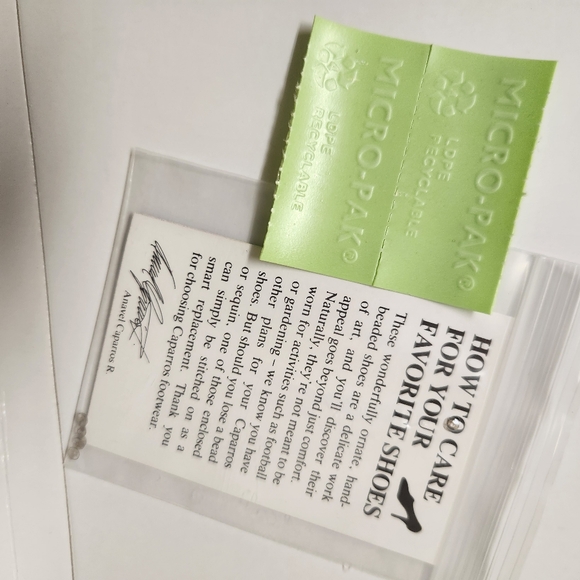 MICRO-PAK®
LDPE
RECYCLABLE
MICRO-PAK®
LDPE
RECYCLABLE
HOW TO CARE
FOR YOUR
FAVORITE SHOES
These wonderfully ornate, hand-
beaded shoes are a delicate work
of art, and you'll discover their
appeal goes beyond just comfort.
Naturally, they're not meant to be
worn for activities such as football
or gardening – we know you have
other plans for your Caparros
shoes. But should you lose a bead
or sequin, one of those enclosed
can simply be stitched on as a
smart replacement. Thank you
for choosing Caparros footwear.
Anavel Caparros R